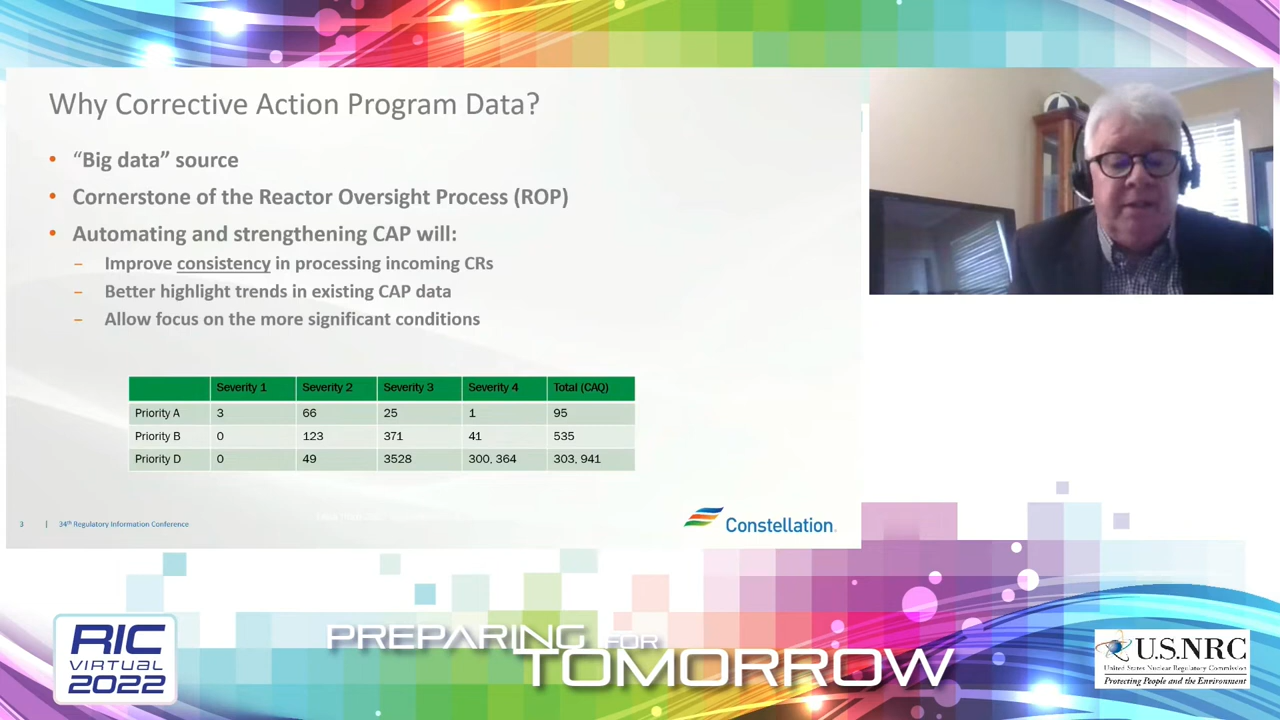 Why Corrective Action Program Data?
• “Big data” source
• Cornerstone of the Reactor Oversight Process (ROP)
• Automating and strengthening CAP will:
– Improve consistency in processing incoming CRs
– Better highlight trends in existing CAP data
– Allow focus on the more significant conditions
Severity 1 Severity 2 Severity 3 Severity 4 Total (CAQ)
Priority A 3 66 25 1 95
Priority B 0 123 371 41 535
Priority D 0 49 3528 300, 364 303, 941
3 | 34th Regulatory Information Conference
Constellation
RIC
VIRTUAL
2022
PREPARING FOR
TOMORROW
U.S.NRC
United States Nuclear Regulatory Commission
Protecting People and the Environment